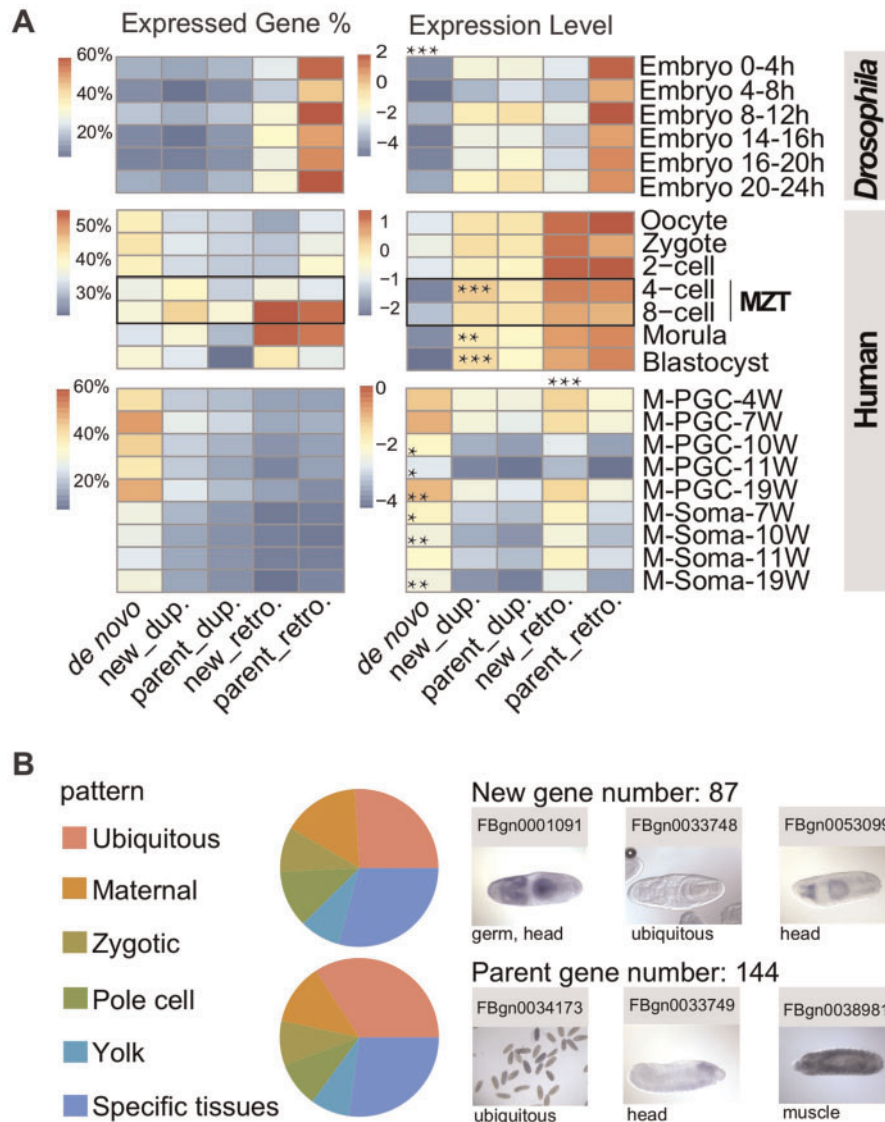 A
Expressed Gene %
Expression Level
60%
40%
20%
2
0
−2
−4
***
Embryo 0-4h
Embryo 4-8h
Embryo 8-12h
Embryo 14-16h
Embryo 16-20h
Embryo 20-24h
Drosophila
50%
40%
30%
1
0
−1
−2
***
**
***
Oocyte
Zygote
2−cell
4−cell
8−cell
MZT
Morula
Blastocyst
Human
60%
40%
20%
0
−2
−4
***
*
*
**
*
**
**
M-PGC-4W
M-PGC-7W
M-PGC-10W
M-PGC-11W
M-PGC-19W
M-Soma-7W
M-Soma-10W
M-Soma-11W
M-Soma-19W
de novo
new_dup.
parent_dup.
new_retro.
parent_retro.
de novo
new_dup.
parent_dup.
new_retro.
parent_retro.
B
pattern
Ubiquitous
Maternal
Zygotic
Pole cell
Yolk
Specific tissues
New gene number: 87
FBgn0001091
FBgn0033748
FBgn0053099
germ, head
ubiquitous
head
Parent gene number: 144
FBgn0034173
FBgn0033749
FBgn0038981
ubiquitous
head
muscle